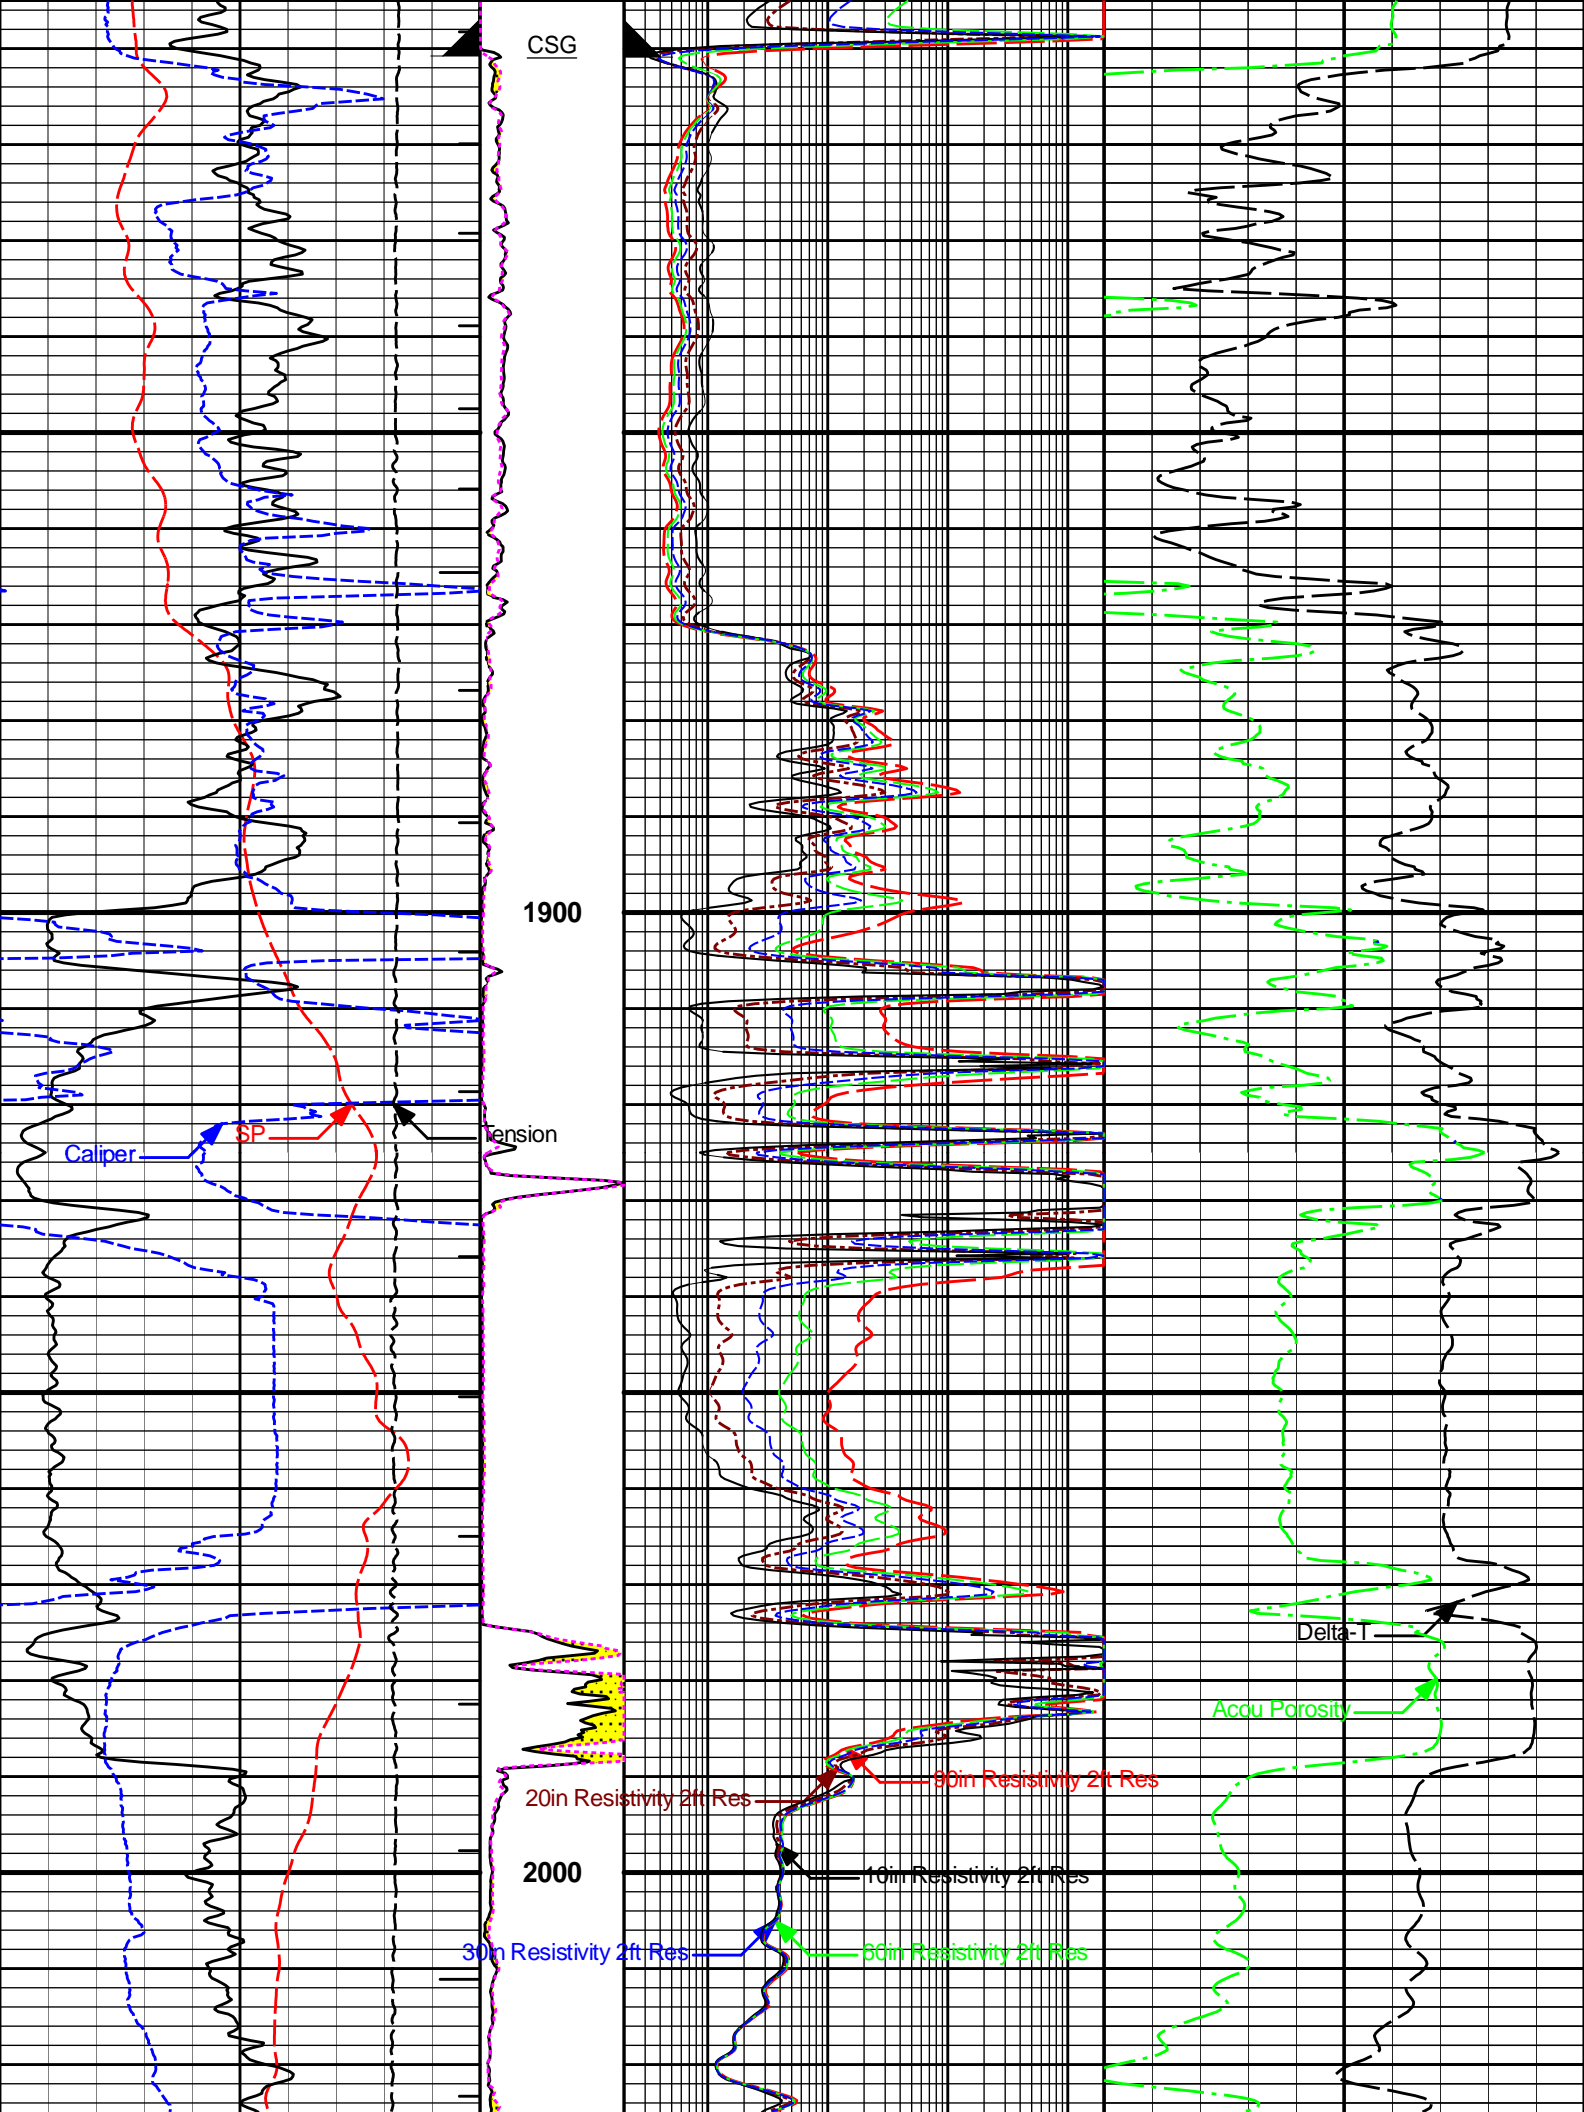 CSG
1900
SP
Tension
Caliper
Delta-T
Acou Porosity
90in Resistivity 2ft Res
20in Resistivity 2ft Res
2000
10in Resistivity 2ft Res
30in Resistivity 2ft Res
60in Resistivity 2ft Res